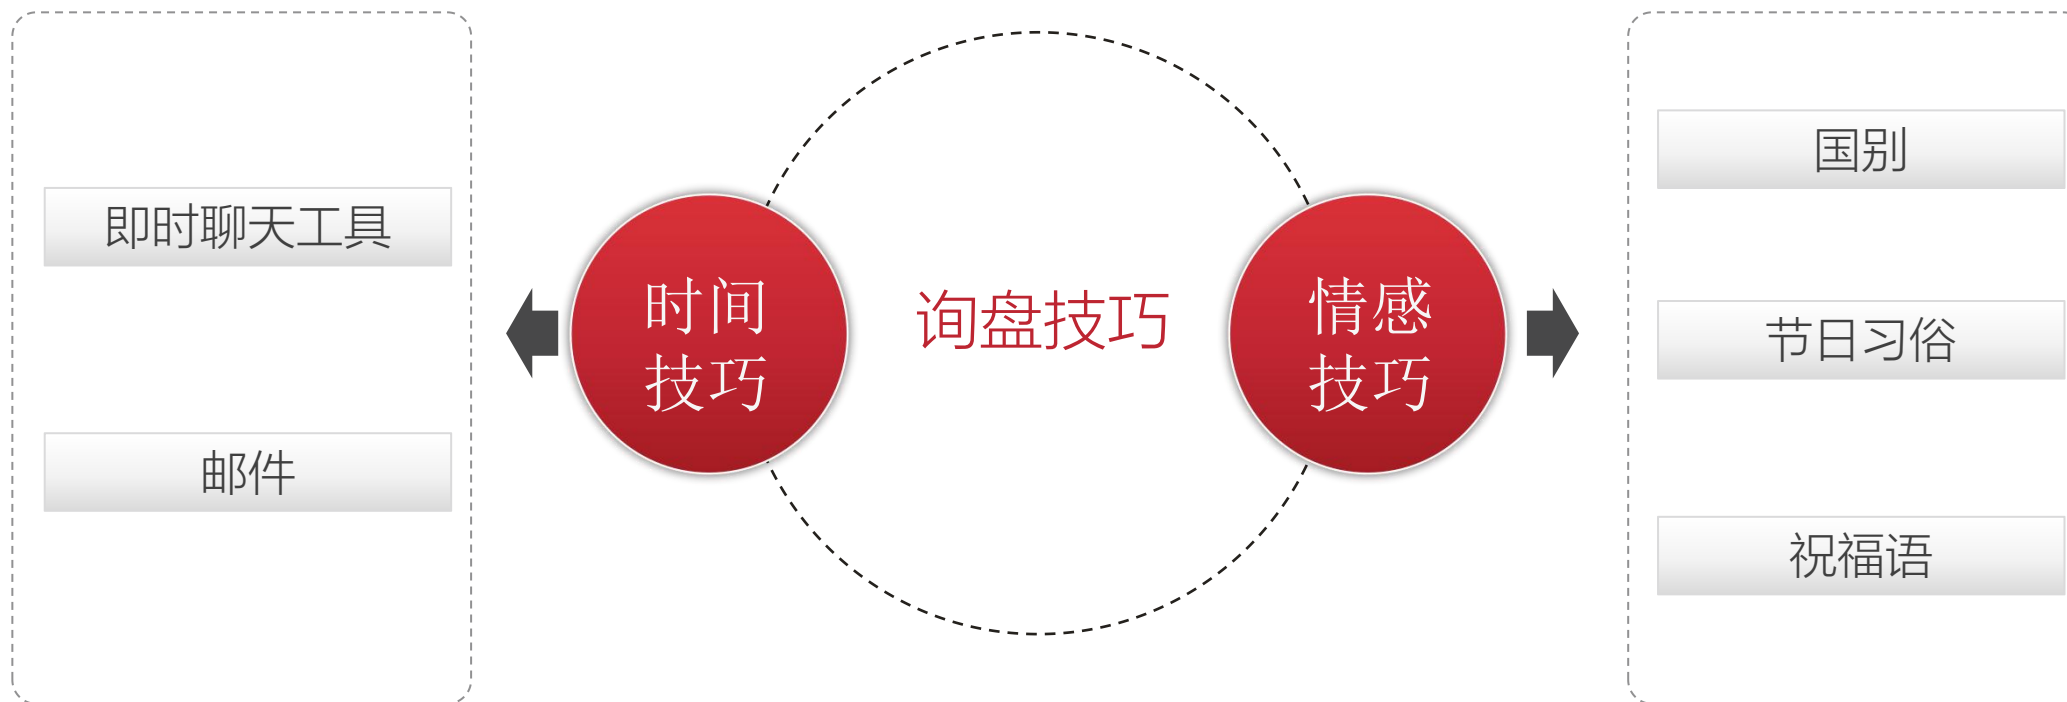 即时聊天工具
邮件
时间
技巧
询盘技巧
情感
技巧
国别
节日习俗
祝福语